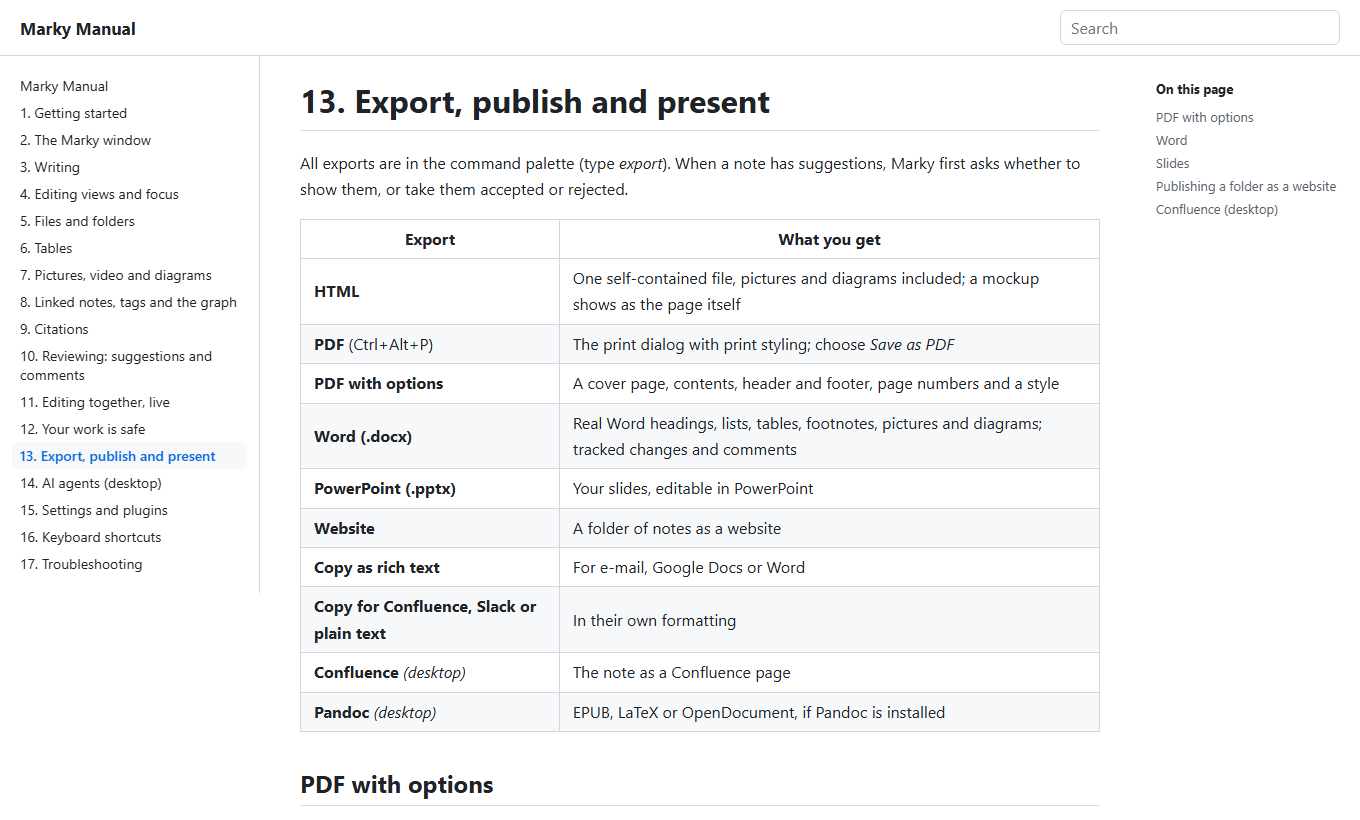 Marky Manual
Search
Marky Manual
1. Getting started
2. The Marky window
3. Writing
4. Editing views and focus
5. Files and folders
6. Tables
7. Pictures, video and diagrams
8. Linked notes, tags and the graph
9. Citations
10. Reviewing: suggestions and
comments
11. Editing together, live
12. Your work is safe
13. Export, publish and present
14. AI agents (desktop)
15. Settings and plugins
16. Keyboard shortcuts
17. Troubleshooting
13. Export, publish and present
All exports are in the command palette (type export). When a note has suggestions, Marky first asks whether to
show them, or take them accepted or rejected.
Export What you get
HTML One self-contained file, pictures and diagrams included; a mockup
shows as the page itself
PDF (Ctrl+Alt+P) The print dialog with print styling; choose Save as PDF
PDF with options A cover page, contents, header and footer, page numbers and a style
Word (.docx) Real Word headings, lists, tables, footnotes, pictures and diagrams;
tracked changes and comments
PowerPoint (.pptx) Your slides, editable in PowerPoint
Website A folder of notes as a website
Copy as rich text For e-mail, Google Docs or Word
Copy for Confluence, Slack or
plain text In their own formatting
Confluence (desktop) The note as a Confluence page
Pandoc (desktop) EPUB, LaTeX or OpenDocument, if Pandoc is installed
PDF with options
On this page
PDF with options
Word
Slides
Publishing a folder as a website
Confluence (desktop)